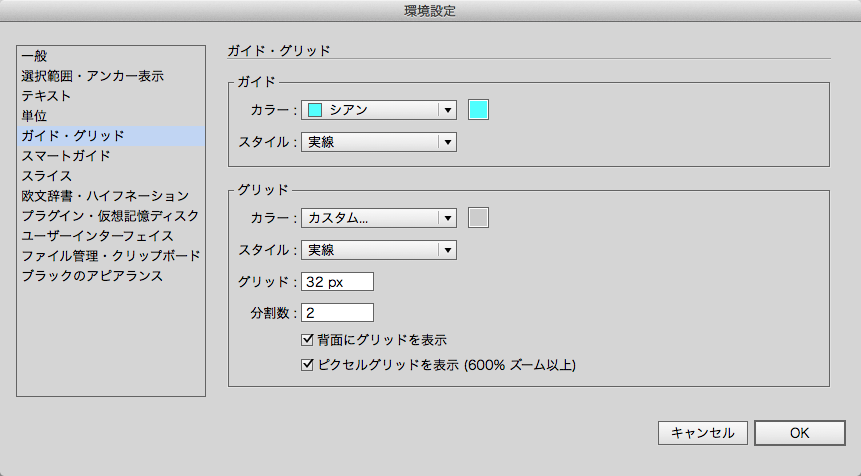 環境設定
一般
選択範囲・アンカー表示
テキスト
単位
ガイド・グリッド
スマートガイド
スライス
欧文辞書・ハイフネーション
プラグイン・仮想記憶ディスク
ユーザーインターフェイス
ファイル管理・クリップボード
ブラックのアピアランス
ガイド・グリッド
ガイド
カラー : シアン
スタイル : 実線
グリッド
カラー : カスタム...
スタイル : 実線
グリッド : 32 px
分割数 : 2
背面にグリッドを表示
ピクセルグリッドを表示 (600% ズーム以上)
キャンセル OK